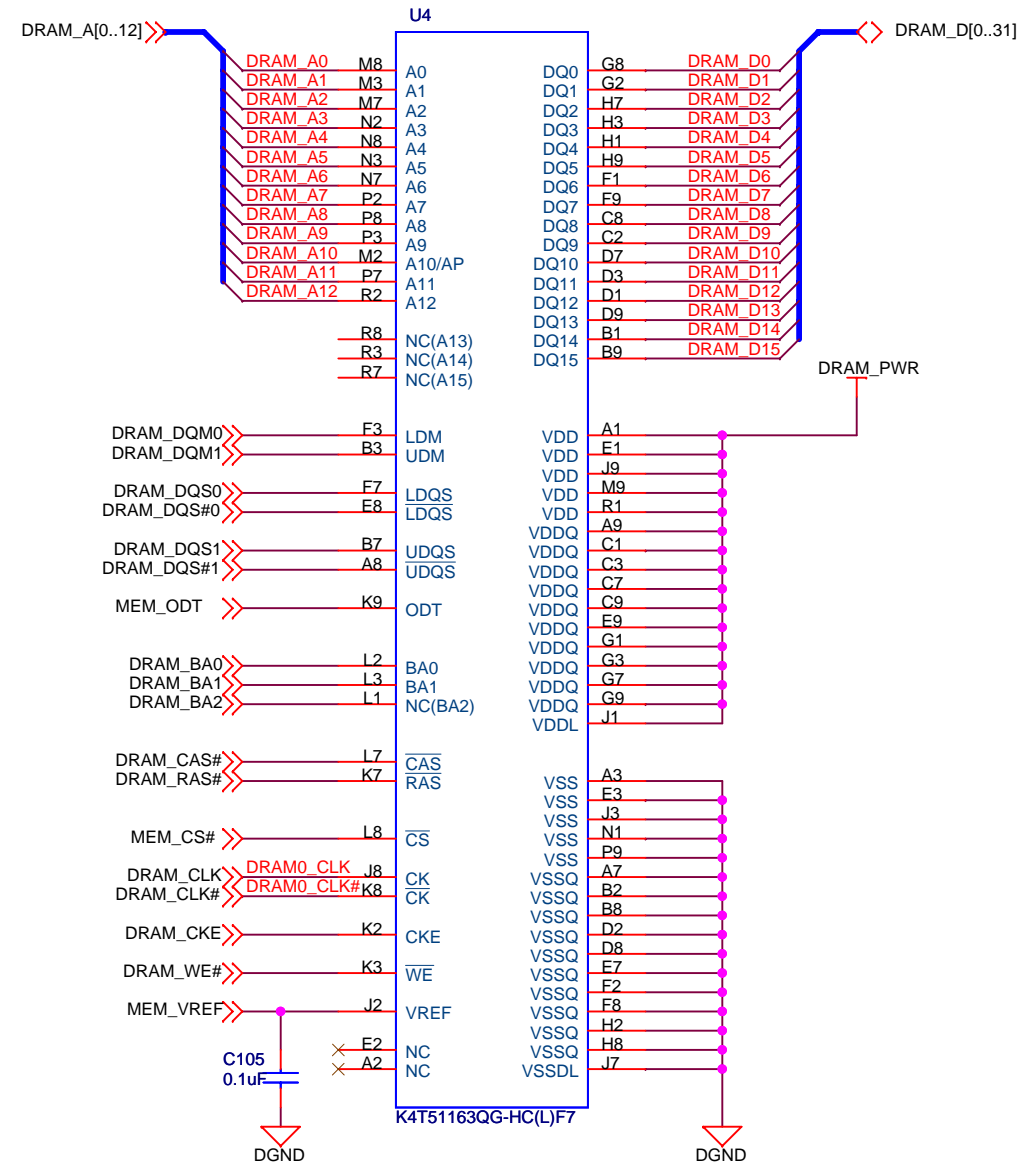 U4
DRAM_A[0..12] DRAM_D[0..31]
DRAM_A0 M8 A0 DQ0 G8 DRAM_D0
DRAM_A1 M3 A1 DQ1 G2 DRAM_D1
DRAM_A2 M7 A2 DQ2 H7 DRAM_D2
DRAM_A3 N2 A3 DQ3 H3 DRAM_D3
DRAM_A4 N8 A4 DQ4 H1 DRAM_D4
DRAM_A5 N3 A5 DQ5 H9 DRAM_D5
DRAM_A6 N7 A6 DQ6 F1 DRAM_D6
DRAM_A7 P2 A7 DQ7 F9 DRAM_D7
DRAM_A8 P8 A8 DQ8 C8 DRAM_D8
DRAM_A9 P3 A9 DQ9 C2 DRAM_D9
DRAM_A10 M2 A10/AP DQ10 D7 DRAM_D10
DRAM_A11 P7 A11 DQ11 D3 DRAM_D11
DRAM_A12 R2 A12 DQ12 D1 DRAM_D12
DQ13 D9 DRAM_D13
R8 NC(A13) DQ14 B1 DRAM_D14
R3 NC(A14) DQ15 B9 DRAM_D15
R7 NC(A15)
DRAM_PWR
DRAM_DQM0 F3 LDM VDD A1
DRAM_DQM1 B3 UDM VDD E1
VDD J9
DRAM_DQS0 F7 LDQS VDD M9
DRAM_DQS#0 E8 LDQS VDD R1
VDDQ A9
DRAM_DQS1 B7 UDQS VDDQ C1
DRAM_DQS#1 A8 UDQS VDDQ C3
VDDQ C7
MEM_ODT K9 ODT VDDQ C9
VDDQ E9
VDDQ G1
DRAM_BA0 L2 BA0 VDDQ G3
DRAM_BA1 L3 BA1 VDDQ G7
DRAM_BA2 L1 NC(BA2) VDDQ G9
VDDL J1
DRAM_CAS# L7 CAS
DRAM_RAS# K7 RAS VSS A3
VSS E3
VSS J3
MEM_CS# L8 CS VSS N1
VSS P9
DRAM_CLK DRAM0_CLK J8 CK VSSQ A7
DRAM_CLK# DRAM0_CLK# K8 CK VSSQ B2
VSSQ B8
DRAM_CKE K2 CKE VSSQ D2
VSSQ D8
DRAM_WE# K3 WE VSSQ E7
VSSQ F2
MEM_VREF J2 VREF VSSQ F8
VSSQ H2
E2 NC VSSQ H8
C105 A2 NC VSSDL J7
0.1uF
K4T51163QG-HC(L)F7
DGND DGND